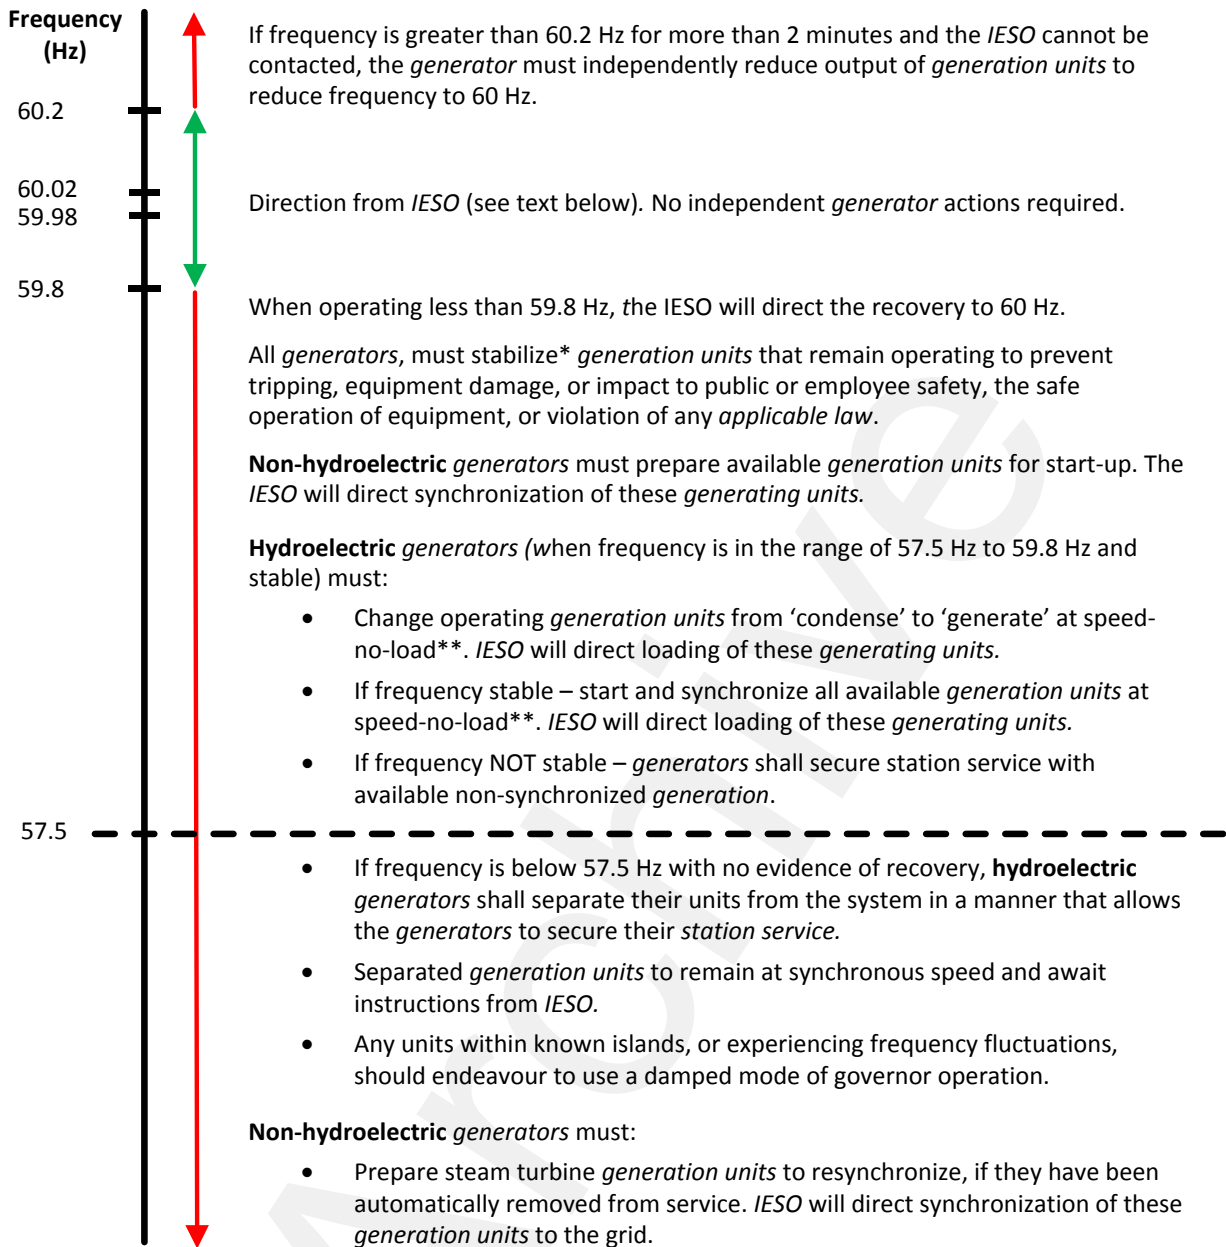 Frequency
(Hz)
If frequency is greater than 60.2 Hz for more than 2 minutes and the IESO cannot be
contacted, the generator must independently reduce output of generation units to
reduce frequency to 60 Hz.
60.2
60.02
59.98
Direction from IESO (see text below). No independent generator actions required.
59.8
When operating less than 59.8 Hz, the IESO will direct the recovery to 60 Hz.
All generators, must stabilize* generation units that remain operating to prevent
tripping, equipment damage, or impact to public or employee safety, the safe
operation of equipment, or violation of any applicable law.
Non-hydroelectric generators must prepare available generation units for start-up. The
IESO will direct synchronization of these generating units.
Hydroelectric generators (when frequency is in the range of 57.5 Hz to 59.8 Hz and
stable) must:
• Change operating generation units from ‘condense’ to ‘generate’ at speed-
no-load**. IESO will direct loading of these generating units.
• If frequency stable – start and synchronize all available generation units at
speed-no-load**. IESO will direct loading of these generating units.
• If frequency NOT stable – generators shall secure station service with
available non-synchronized generation.
57.5
• If frequency is below 57.5 Hz with no evidence of recovery, hydroelectric
generators shall separate their units from the system in a manner that allows
the generators to secure their station service.
• Separated generation units to remain at synchronous speed and await
instructions from IESO.
• Any units within known islands, or experiencing frequency fluctuations,
should endeavour to use a damped mode of governor operation.
Non-hydroelectric generators must:
• Prepare steam turbine generation units to resynchronize, if they have been
automatically removed from service. IESO will direct synchronization of these
generation units to the grid.
Archive